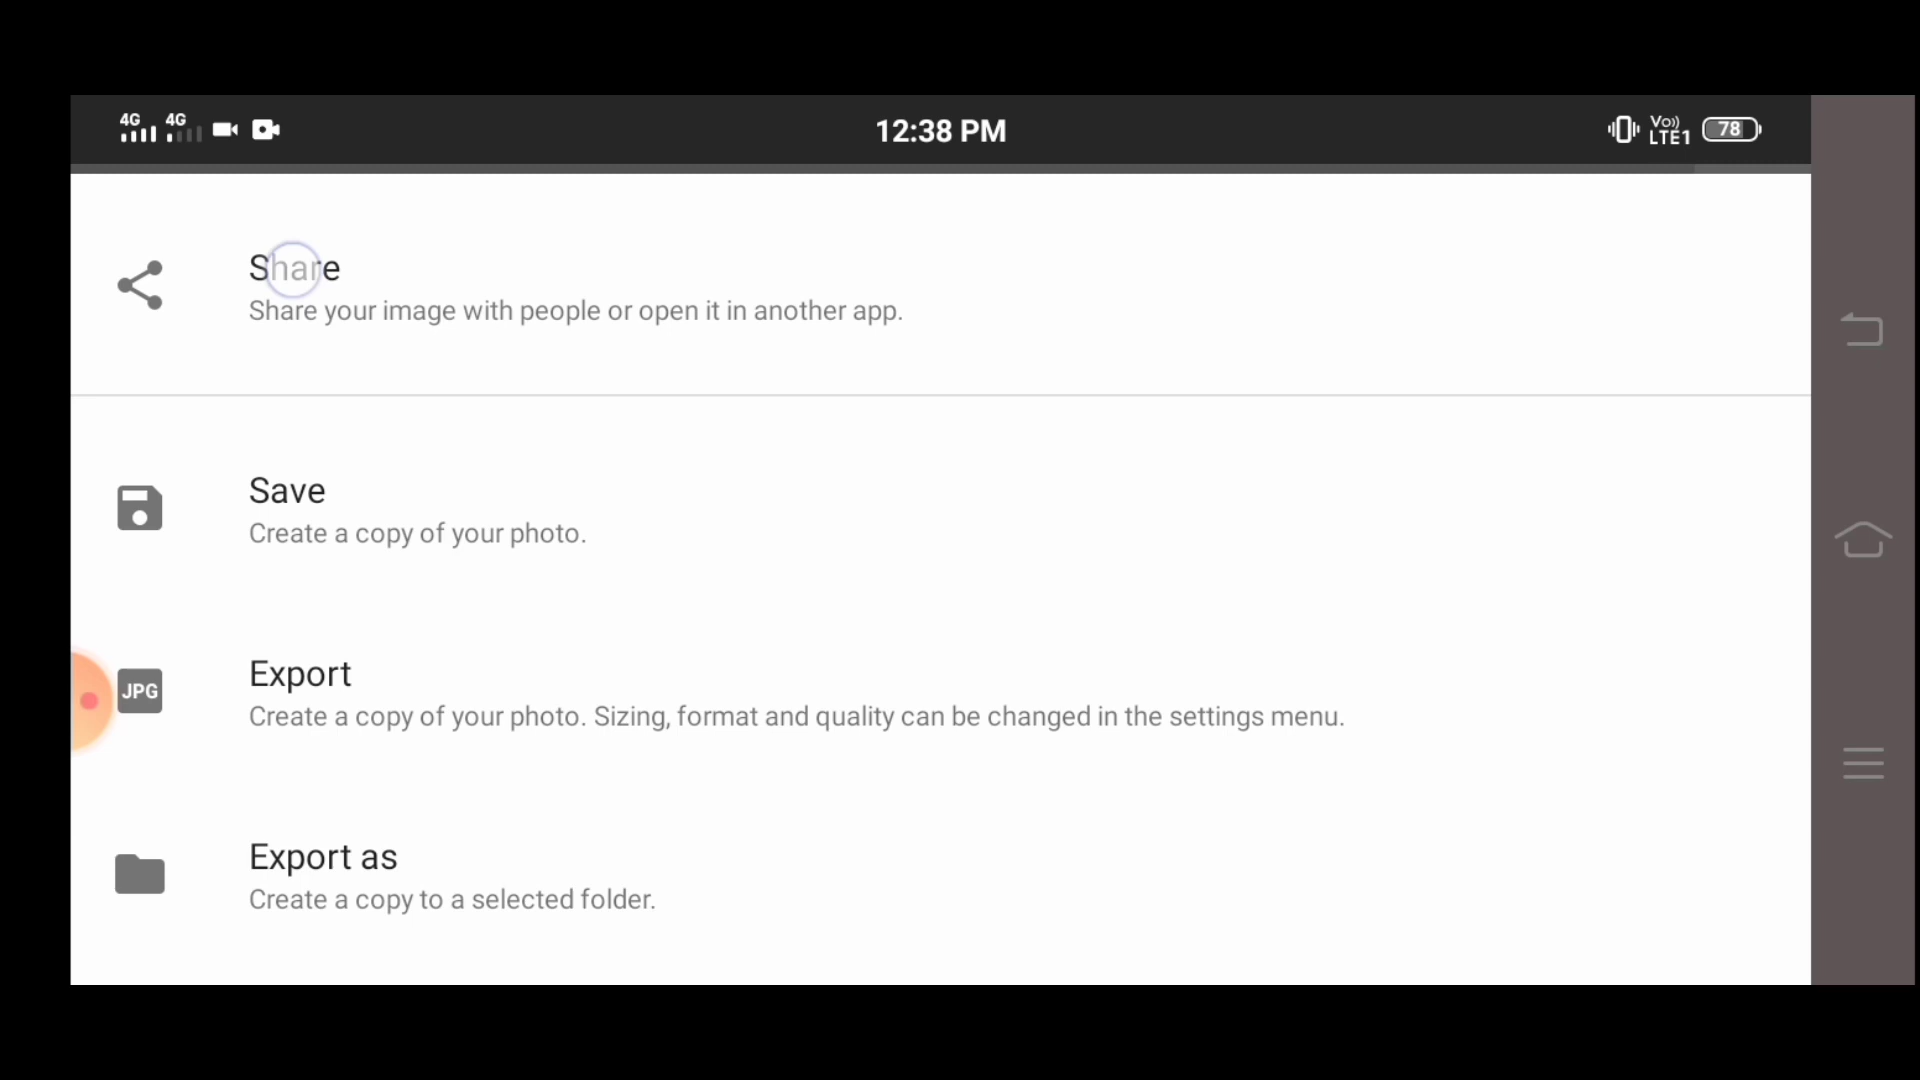 4G 4G 12:38 PM Vo)) LTE1 78
Share
Share your image with people or open it in another app.
Save
Create a copy of your photo.
JPG
Export
Create a copy of your photo. Sizing, format and quality can be changed in the settings menu.
Export as
Create a copy to a selected folder.